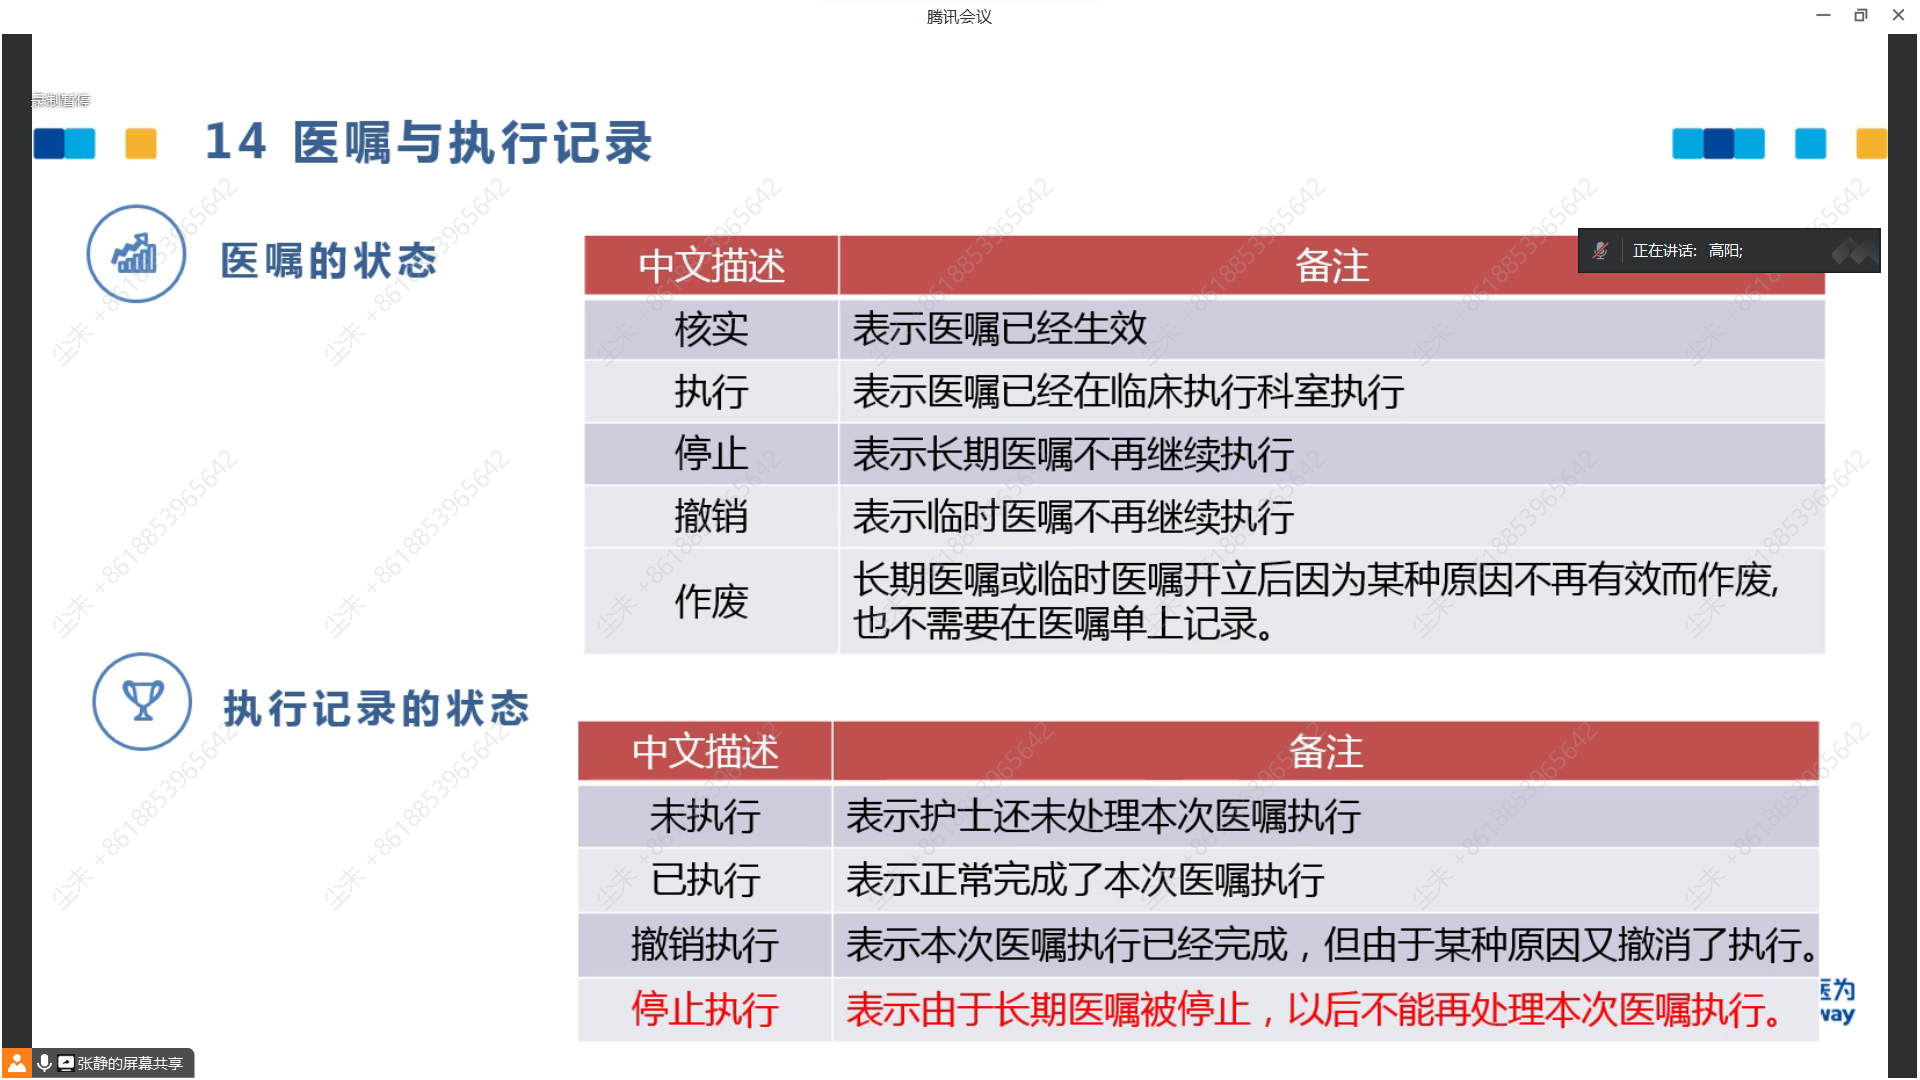 腾讯会议
录制暂停
14 医嘱与执行记录
医嘱的状态
正在讲话: 高阳;
中文描述 备注
核实 表示医嘱已经生效
执行 表示医嘱已经在临床执行科室执行
停止 表示长期医嘱不再继续执行
撤销 表示临时医嘱不再继续执行
作废 长期医嘱或临时医嘱开立后因为某种原因不再有效而作废,
也不需要在医嘱单上记录。
执行记录的状态
中文描述 备注
未执行 表示护士还未处理本次医嘱执行
已执行 表示正常完成了本次医嘱执行
撤销执行 表示本次医嘱执行已经完成，但由于某种原因又撤消了执行。
停止执行 表示由于长期医嘱被停止，以后不能再处理本次医嘱执行。
医为
way
张静的屏幕共享
尘未 +8618853965642